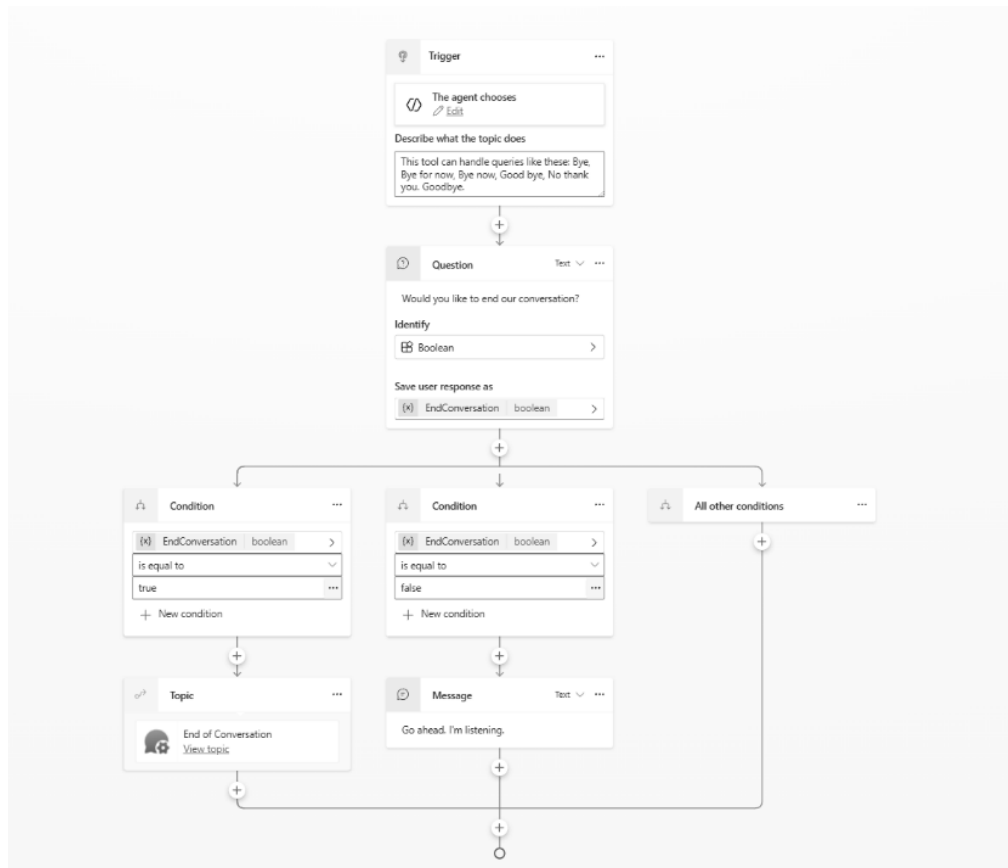 Trigger
The agent chooses
Edit
Describe what the topic does
This tool can handle queries like these: Bye,
Bye for now, Bye now, Good bye, No thank
you. Goodbye.
Question
Text
Would you like to end our conversation?
Identify
Boolean
Save user response as
{x} EndConversation boolean
Condition
{x} EndConversation boolean
is equal to
true
New condition
Condition
{x} EndConversation boolean
is equal to
false
New condition
All other conditions
Topic
End of Conversation
View topic
Message
Text
Go ahead. I'm listening.